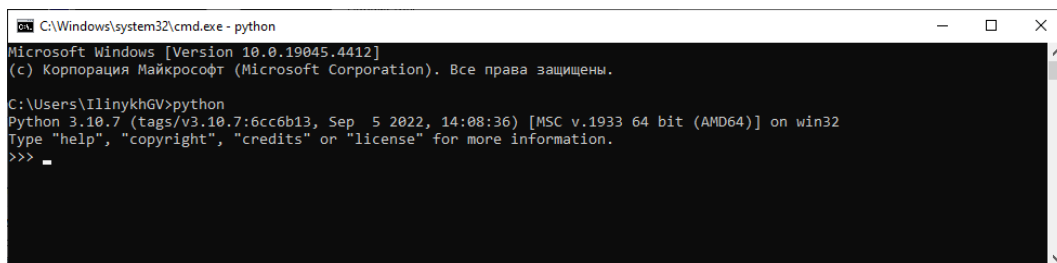 C:\Windows\system32\cmd.exe - python
Microsoft Windows [Version 10.0.19045.4412]
(c) Корпорация Майкрософт (Microsoft Corporation). Все права защищены.
C:\Users\IlinykhGV>python
Python 3.10.7 (tags/v3.10.7:6cc6b13, Sep  5 2022, 14:08:36) [MSC v.1933 64 bit (AMD64)] on win32
Type "help", "copyright", "credits" or "license" for more information.
>>> _